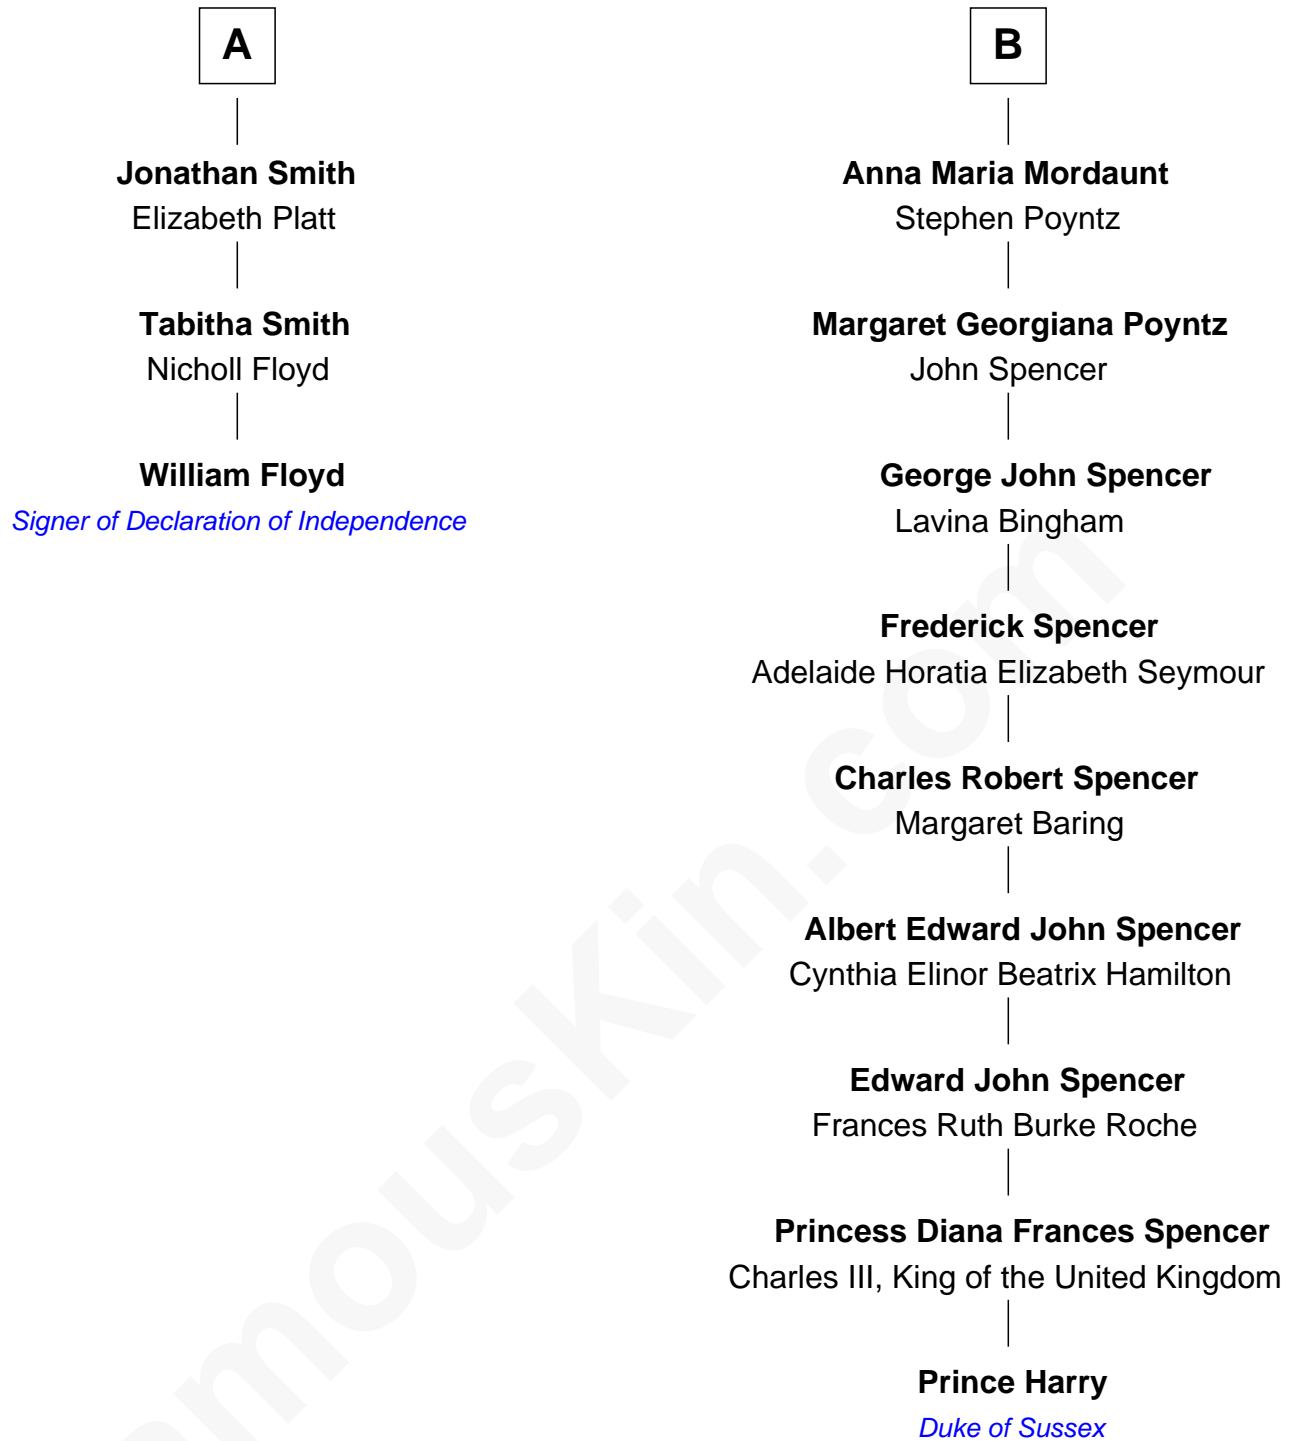 A
Jonathan Smith
Elizabeth Platt
Tabitha Smith
Nicholl Floyd
William Floyd
Signer of Declaration of Independence
B
Anna Maria Mordaunt
Stephen Poyntz
Margaret Georgiana Poyntz
John Spencer
George John Spencer
Lavina Bingham
Frederick Spencer
Adelaide Horatia Elizabeth Seymour
Charles Robert Spencer
Margaret Baring
Albert Edward John Spencer
Cynthia Elinor Beatrix Hamilton
Edward John Spencer
Frances Ruth Burke Roche
Princess Diana Frances Spencer
Charles III, King of the United Kingdom
Prince Harry
Duke of Sussex
amouskin.com